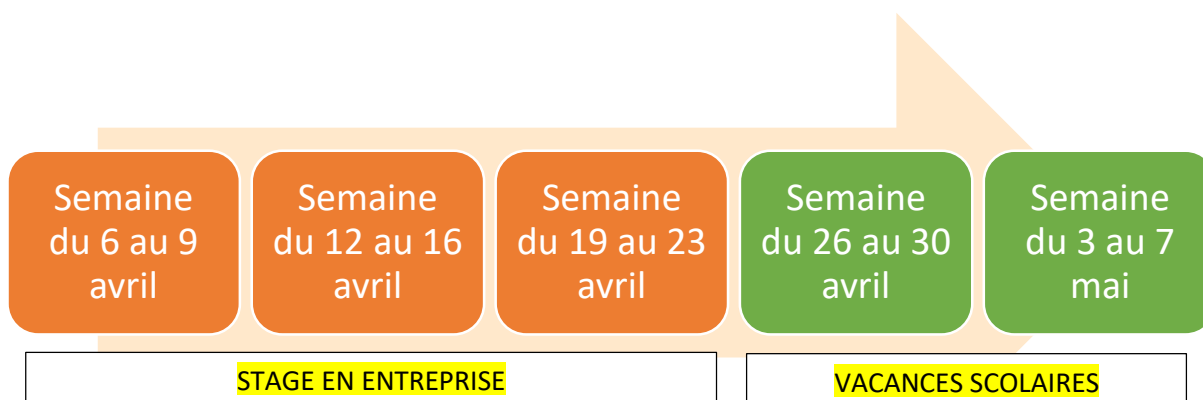 Semaine
du 6 au 9
avril
Semaine
du 12 au 16
avril
Semaine
du 19 au 23
avril
Semaine
du 26 au 30
avril
Semaine
du 3 au 7
mai
STAGE EN ENTREPRISE
VACANCES SCOLAIRES